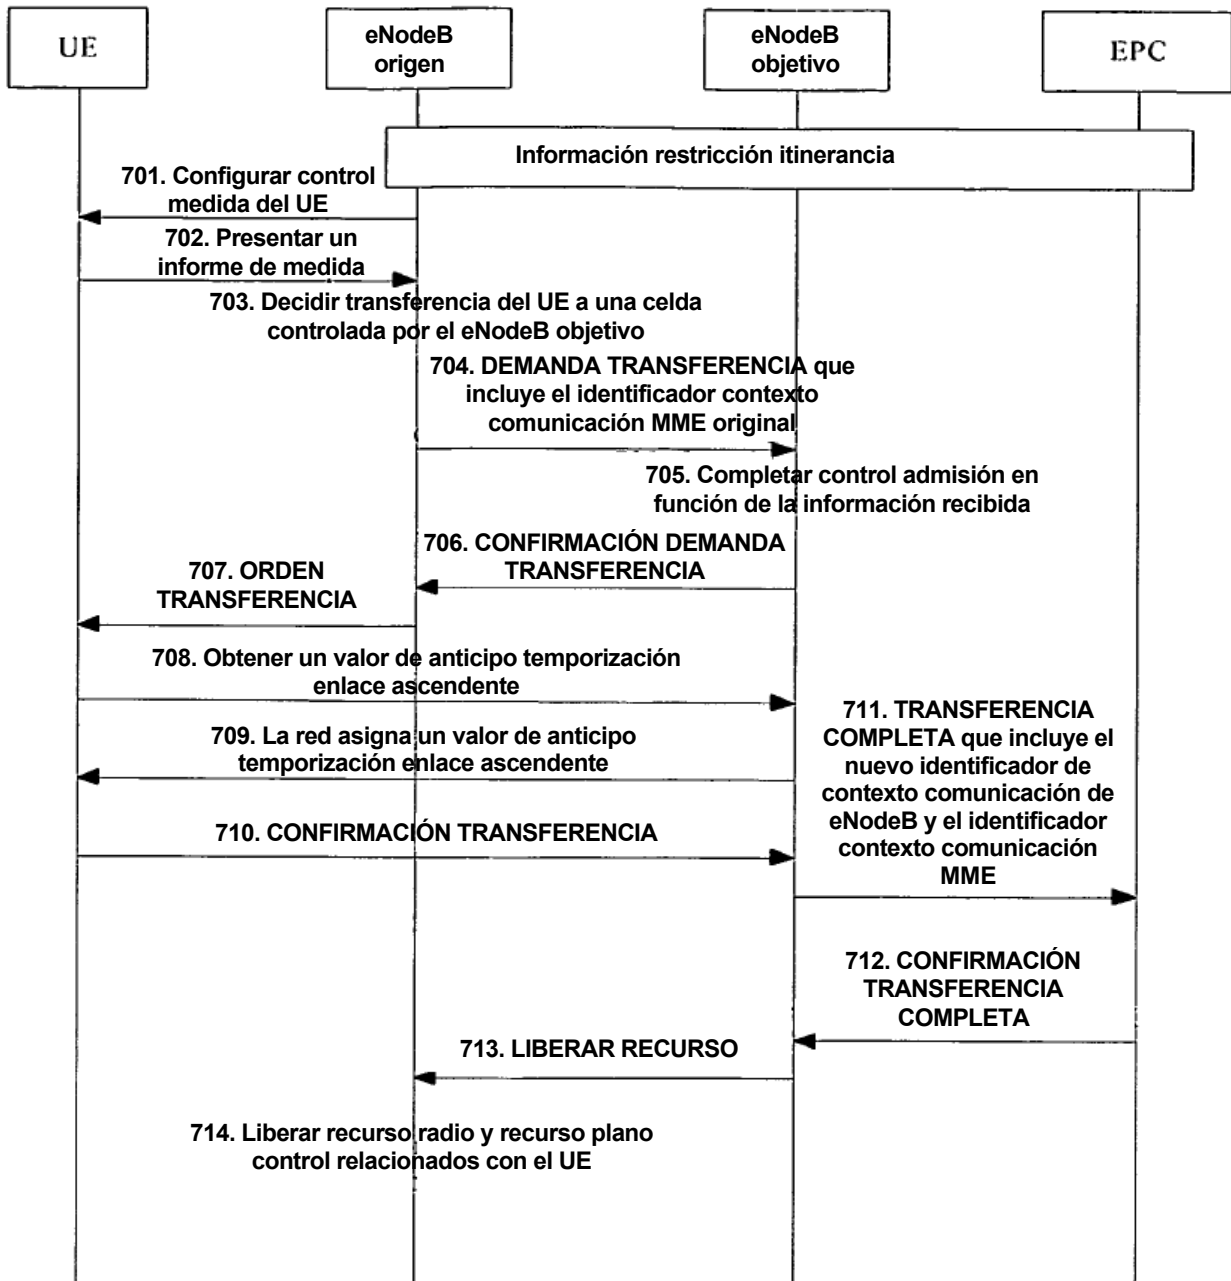 UE
eNodeB
origen
eNodeB
objetivo
EPC
Información restricción itinerancia
701. Configurar control
medida del UE
702. Presentar un
informe de medida
703. Decidir transferencia del UE a una celda
controlada por el eNodeB objetivo
704. DEMANDA TRANSFERENCIA que
incluye el identificador contexto
comunicación MME original
705. Completar control admisión en
función de la información recibida
706. CONFIRMACIÓN DEMANDA
TRANSFERENCIA
707. ORDEN
TRANSFERENCIA
708. Obtener un valor de anticipo temporización
enlace ascendente
709. La red asigna un valor de anticipo
temporización enlace ascendente
710. CONFIRMACIÓN TRANSFERENCIA
711. TRANSFERENCIA
COMPLETA que incluye el
nuevo identificador de
contexto comunicación de
eNodeB y el identificador
contexto comunicación
MME
712. CONFIRMACIÓN
TRANSFERENCIA
COMPLETA
713. LIBERAR RECURSO
714. Liberar recurso radio y recurso plano
control relacionados con el UE